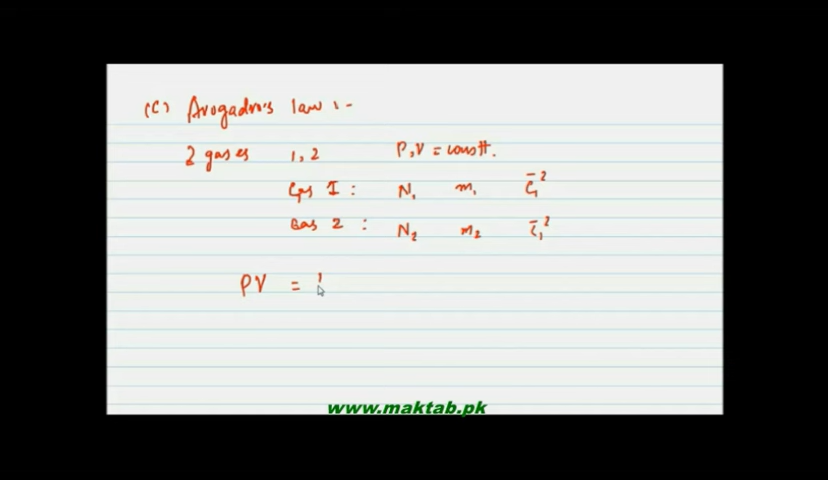 (C) Avogadro's law :-
2 gases 1, 2 P, V = constt.
Gas I : N₁ m₁ C̄₁²
Gas 2 : N₂ m₂ C̄₁²
PV = 1
www.maktab.pk